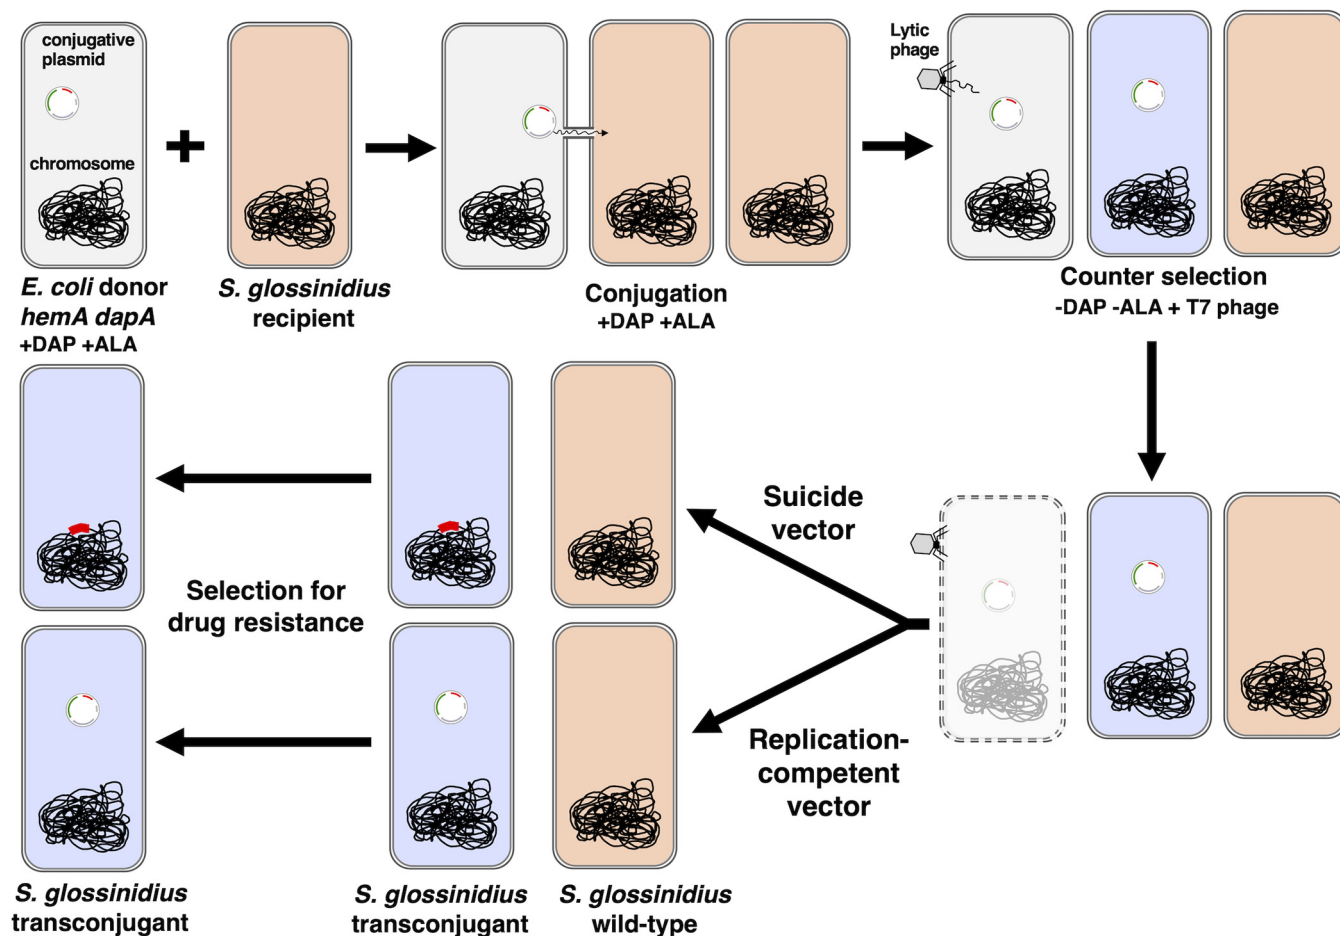 conjugative
plasmid
chromosome
E. coli donor
hemA dapA
+DAP +ALA
S. glossinidius
recipient
Conjugation
+DAP +ALA
Lytic
phage
Counter selection
-DAP -ALA + T7 phage
Suicide
vector
Replication-
competent
vector
Selection for
drug resistance
S. glossinidius
transconjugant
S. glossinidius
transconjugant
S. glossinidius
wild-type